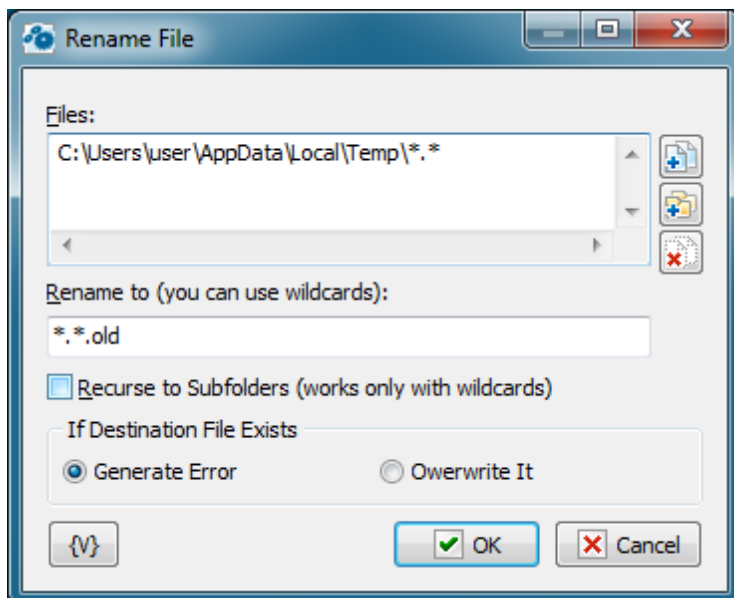 Rename File
Files:
C:\Users\user\AppData\Local\Temp\*.*
Rename to (you can use wildcards):
*.*.old
Recurse to Subfolders (works only with wildcards)
If Destination File Exists
Generate Error Owerwrite It
{V} OK Cancel